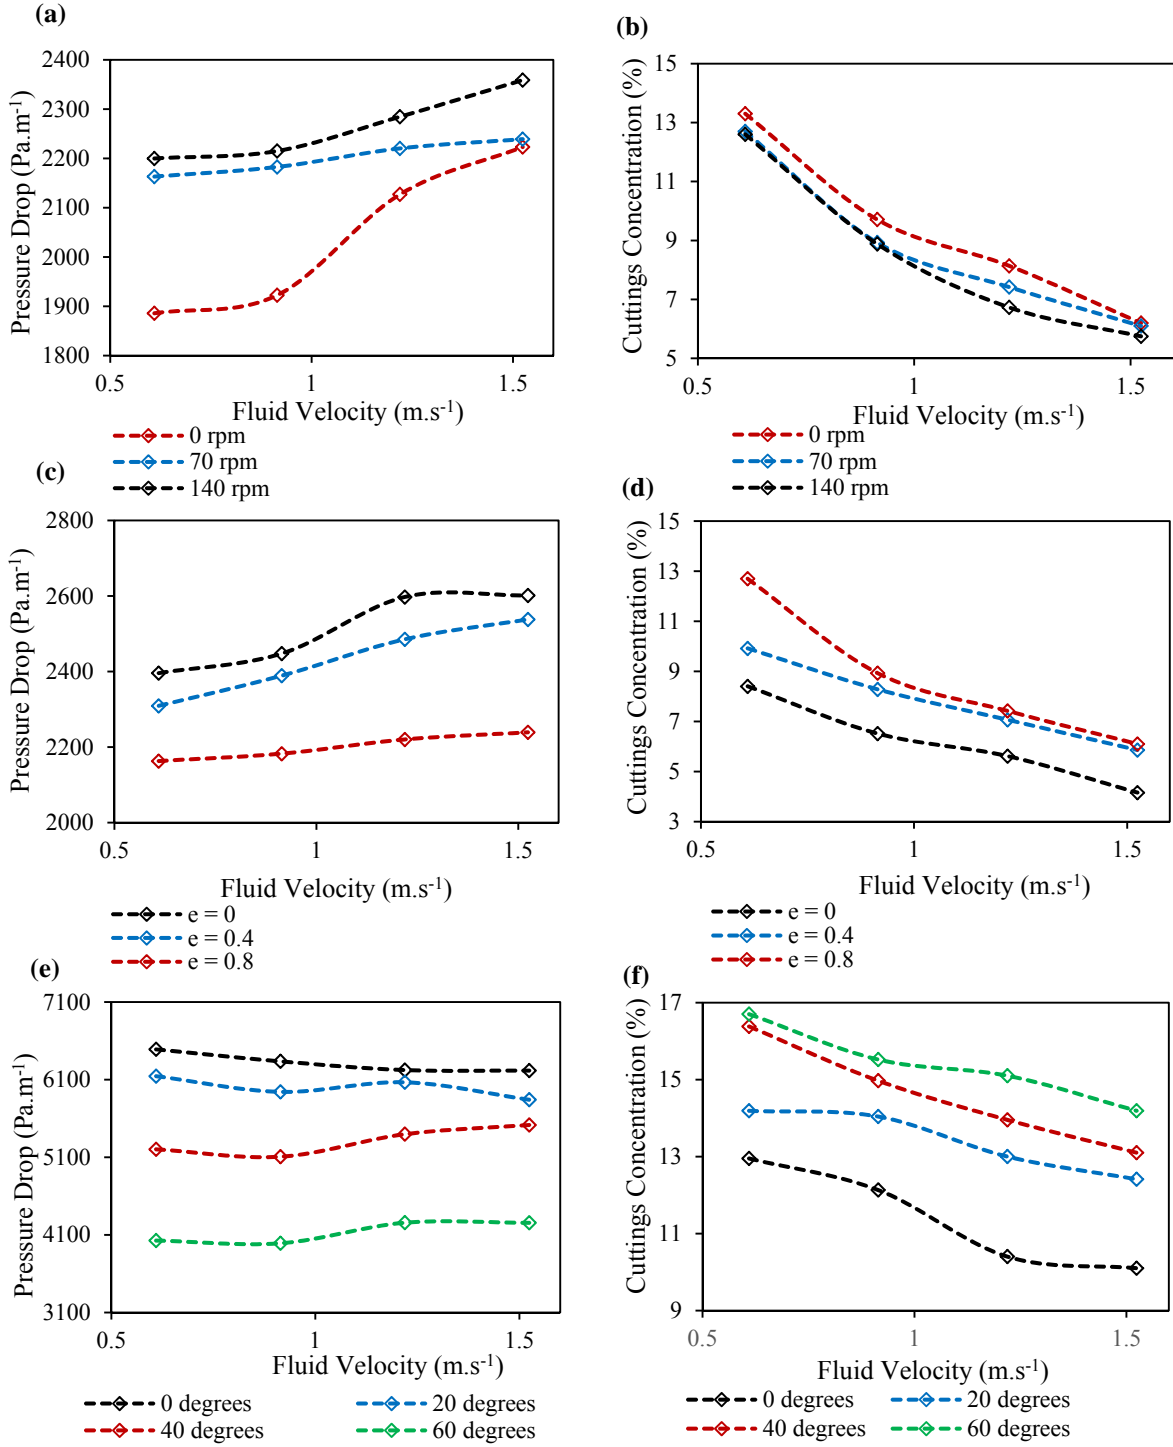 (a)
2400
2300
2200
2100
2000
1900
1800
0.5
1
1.5
Pressure Drop (Pa.m⁻¹)
Fluid Velocity (m.s⁻¹)
0 rpm
70 rpm
140 rpm
(b)
15
13
11
9
7
5
0.5
1
1.5
Cuttings Concentration (%)
Fluid Velocity (m.s⁻¹)
0 rpm
70 rpm
140 rpm
(c)
2800
2600
2400
2200
2000
0.5
1
1.5
Pressure Drop (Pa.m⁻¹)
Fluid Velocity (m.s⁻¹)
e = 0
e = 0.4
e = 0.8
(d)
15
13
11
9
7
5
3
0.5
1
1.5
Cuttings Concentration (%)
Fluid Velocity (m.s⁻¹)
e = 0
e = 0.4
e = 0.8
(e)
7100
6100
5100
4100
3100
0.5
1
1.5
Pressure Drop (Pa.m⁻¹)
Fluid Velocity (m.s⁻¹)
0 degrees
20 degrees
40 degrees
60 degrees
(f)
17
15
13
11
9
0.5
1
1.5
Cuttings Concentration (%)
Fluid Velocity (m.s⁻¹)
0 degrees
20 degrees
40 degrees
60 degrees